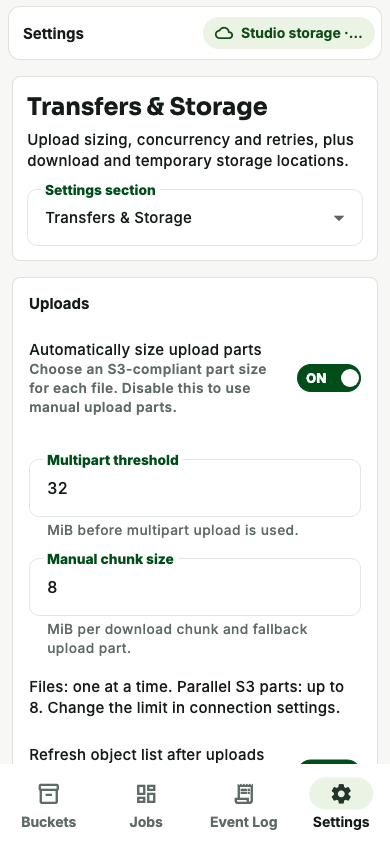 Settings
Studio storage ·...
Transfers & Storage
Upload sizing, concurrency and retries, plus
download and temporary storage locations.
Settings section
Transfers & Storage
Uploads
Automatically size upload parts
Choose an S3-compliant part size
for each file. Disable this to use
manual upload parts.
ON
Multipart threshold
32
MiB before multipart upload is used.
Manual chunk size
8
MiB per download chunk and fallback
upload part.
Files: one at a time. Parallel S3 parts: up to
8. Change the limit in connection settings.
Refresh object list after uploads
Buckets
Jobs
Event Log
Settings